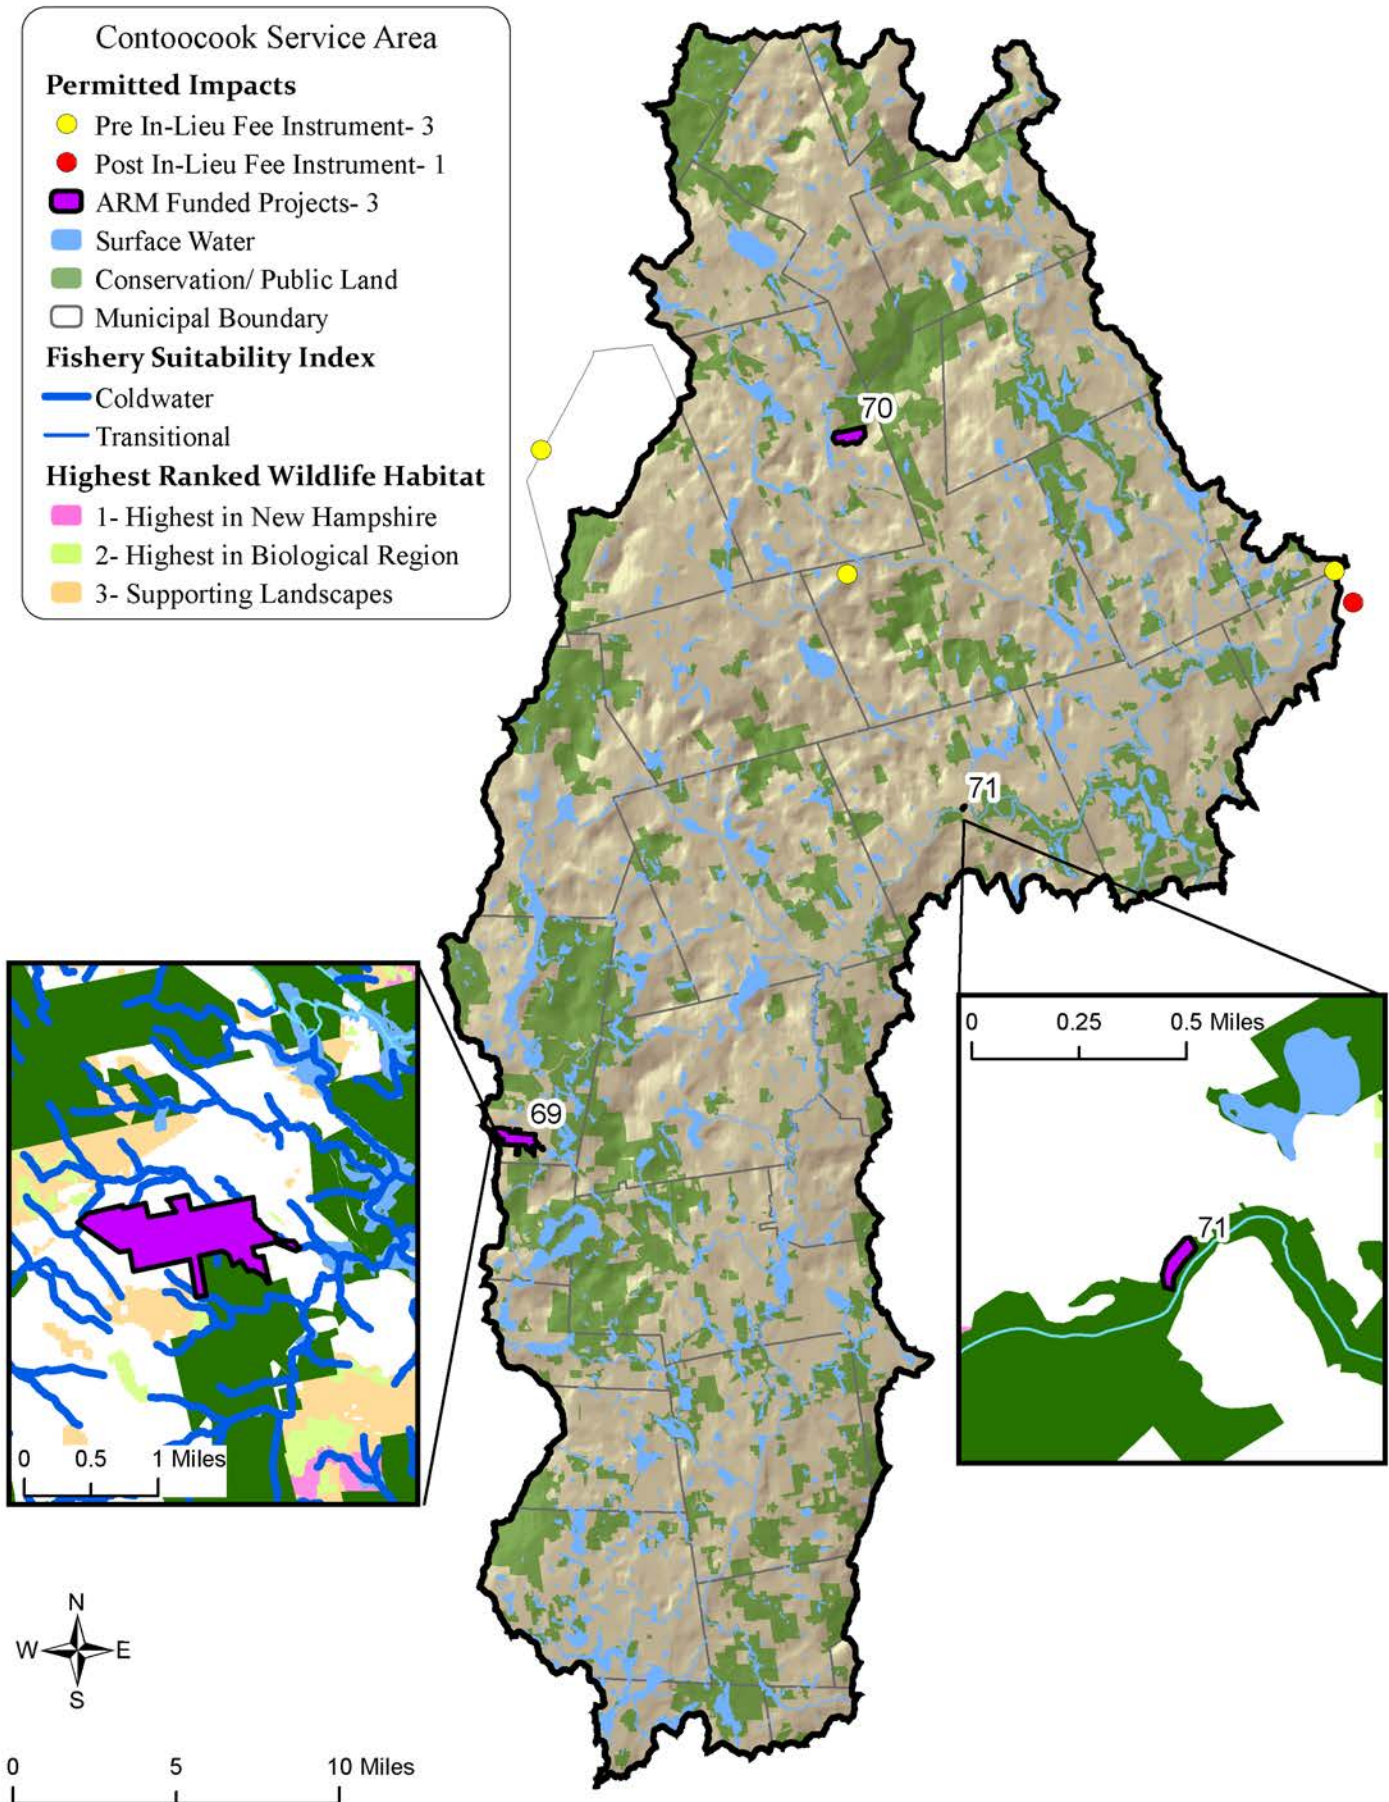 Contoocook Service Area
Permitted Impacts
Pre In-Lieu Fee Instrument- 3
Post In-Lieu Fee Instrument- 1
ARM Funded Projects- 3
Surface Water
Conservation/ Public Land
Municipal Boundary
Fishery Suitability Index
Coldwater
Transitional
Highest Ranked Wildlife Habitat
1- Highest in New Hampshire
2- Highest in Biological Region
3- Supporting Landscapes
70
71
69
0 0.25 0.5 Miles
71
0 0.5 1 Miles
N
W E
S
0 5 10 Miles